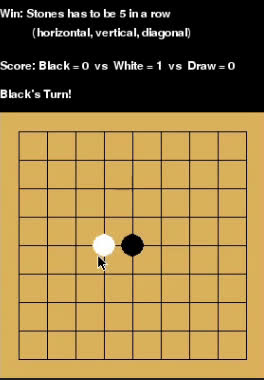 Win: Stones has to be 5 in a row
(horizontal, vertical, diagonal)
Score: Black = 0 vs White = 1 vs Draw = 0
Black's Turn!